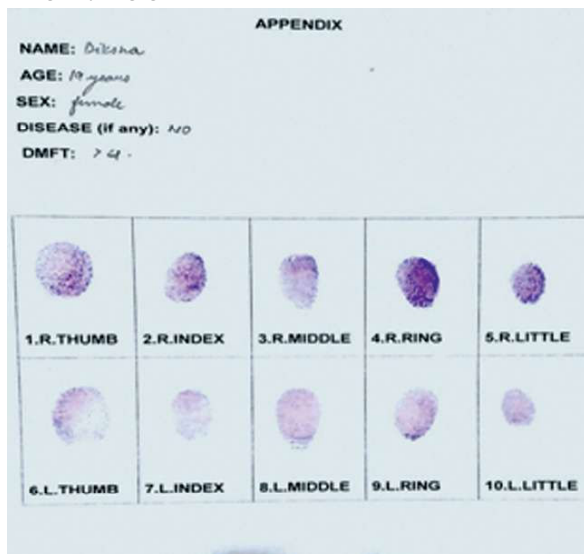 APPENDIX
NAME: Diksha
AGE: 19 years
SEX: female
DISEASE (if any): NO
DMFT: > 4.
1.R.THUMB 2.R.INDEX 3.R.MIDDLE 4.R.RING 5.R.LITTLE
6.L.THUMB 7.L.INDEX 8.L.MIDDLE 9.L.RING 10.L.LITTLE